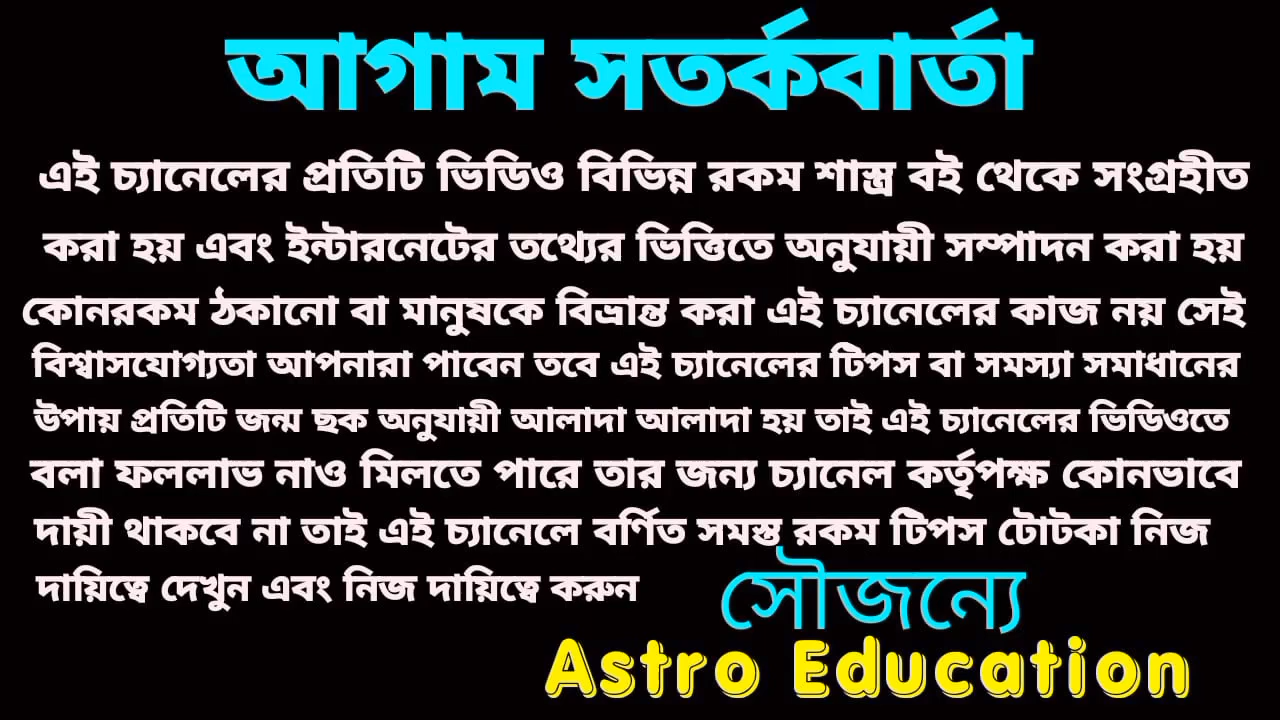 আগাম সতর্কবার্তা
এই চ্যানেলের প্রতিটি ভিডিও বিভিন্ন রকম শাস্ত্র বই থেকে সংগ্রহীত
করা হয় এবং ইন্টারনেটের তথ্যের ভিত্তিতে অনুযায়ী সম্পাদন করা হয়
কোনরকম ঠকানো বা মানুষকে বিভ্রান্ত করা এই চ্যানেলের কাজ নয় সেই
বিশ্বাসযোগ্যতা আপনারা পাবেন তবে এই চ্যানেলের টিপস বা সমস্যা সমাধানের
উপায় প্রতিটি জন্ম ছক অনুযায়ী আলাদা আলাদা হয় তাই এই চ্যানেলের ভিডিওতে
বলা ফললাভ নাও মিলতে পারে তার জন্য চ্যানেল কর্তৃপক্ষ কোনভাবে
দায়ী থাকবে না তাই এই চ্যানেলে বর্ণিত সমস্ত রকম টিপস টোটকা নিজ
দায়িত্বে দেখুন এবং নিজ দায়িত্বে করুন
সৌজন্যে
Astro Education